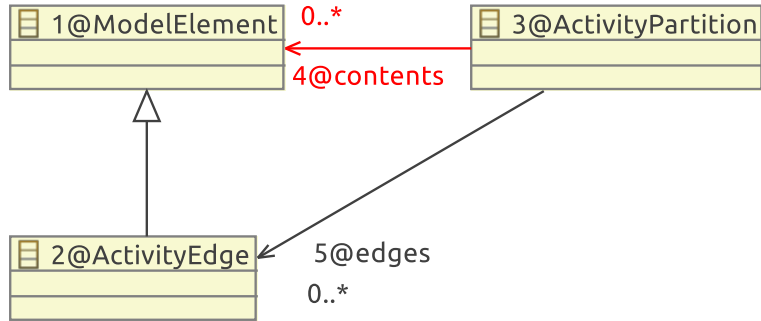 1@ModelElement
0..*
3@ActivityPartition
4@contents
2@ActivityEdge
5@edges
0..*